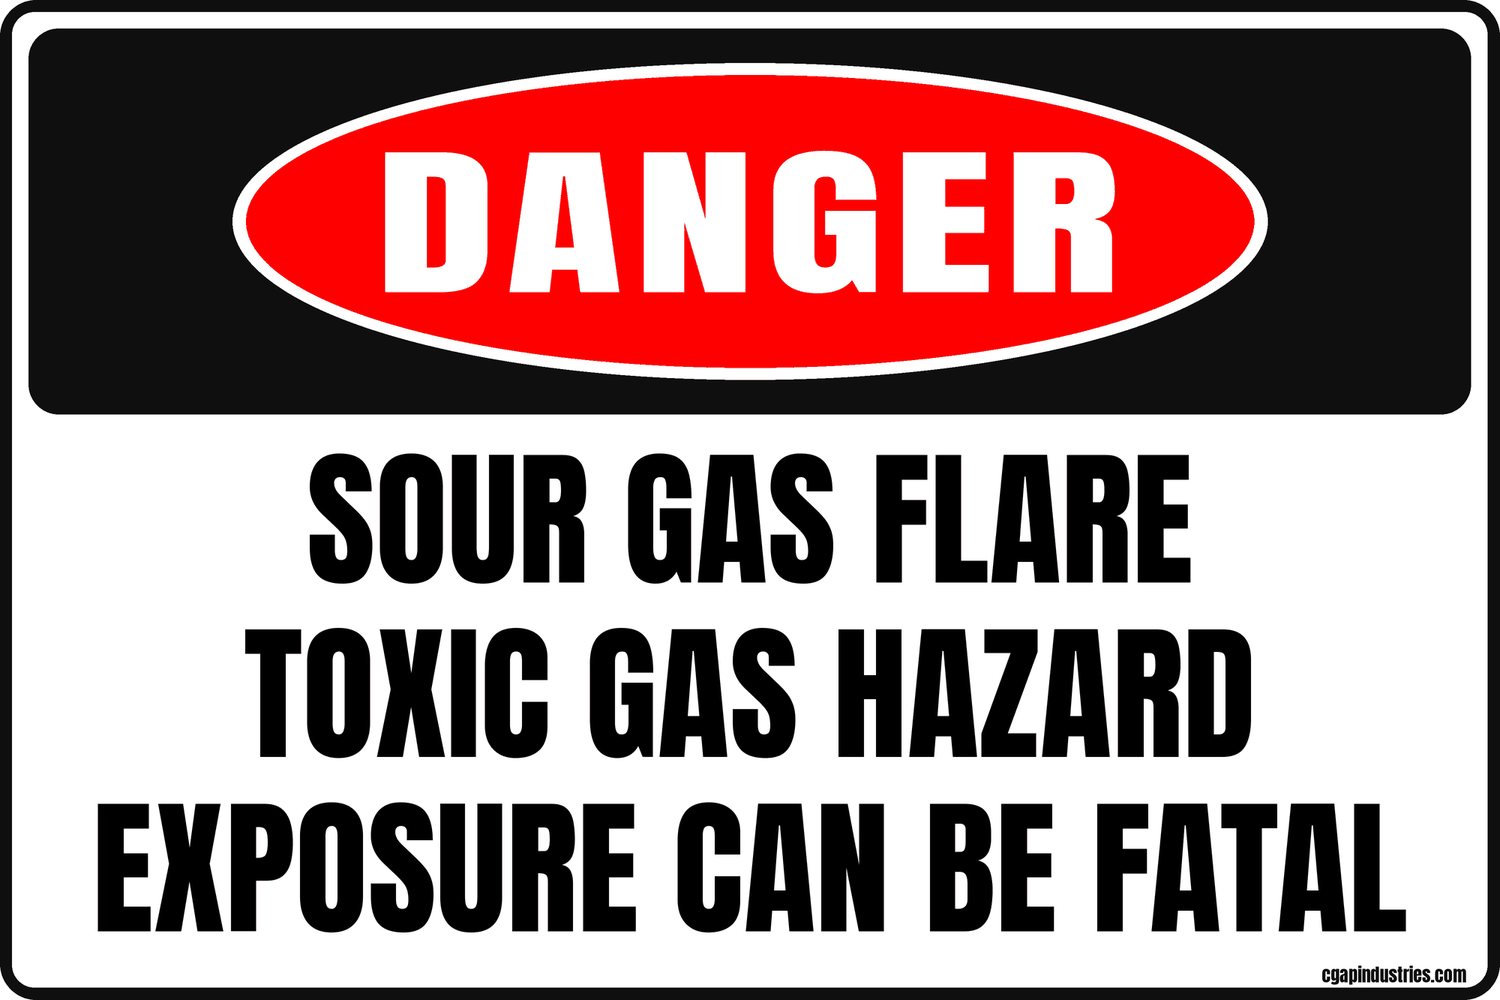 DANGER
SOUR GAS FLARE
TOXIC GAS HAZARD
EXPOSURE CAN BE FATAL
cgapindustries.com